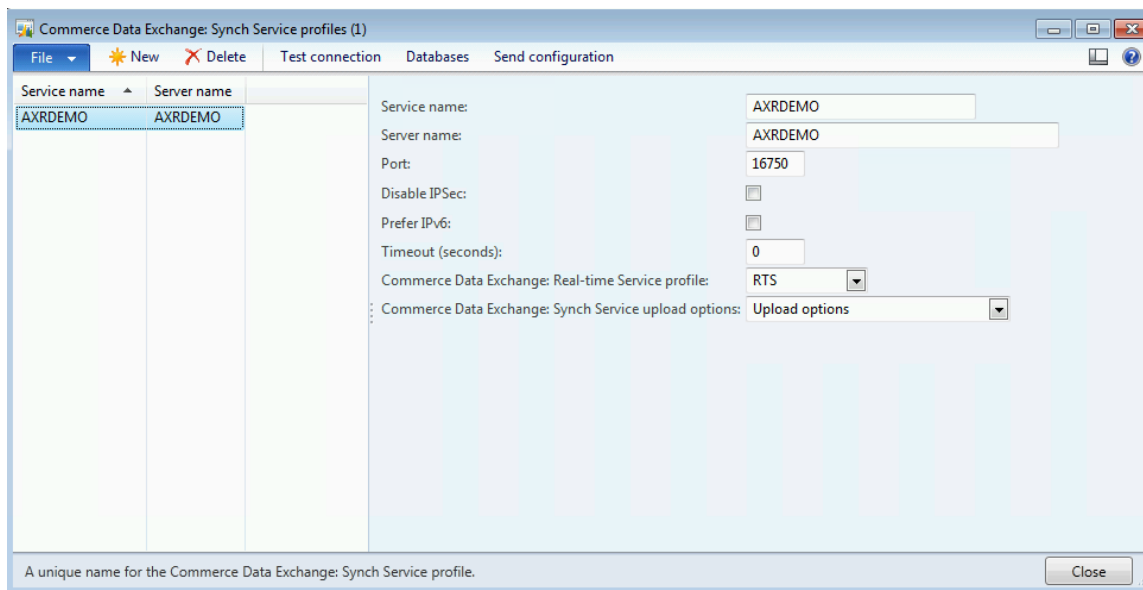 Commerce Data Exchange: Synch Service profiles (1)
File New Delete Test connection Databases Send configuration
Service name Server name
AXRDEMO AXRDEMO
Service name: AXRDEMO
Server name: AXRDEMO
Port: 16750
Disable IPSec:
Prefer IPv6:
Timeout (seconds): 0
Commerce Data Exchange: Real-time Service profile: RTS
Commerce Data Exchange: Synch Service upload options: Upload options
A unique name for the Commerce Data Exchange: Synch Service profile.
Close